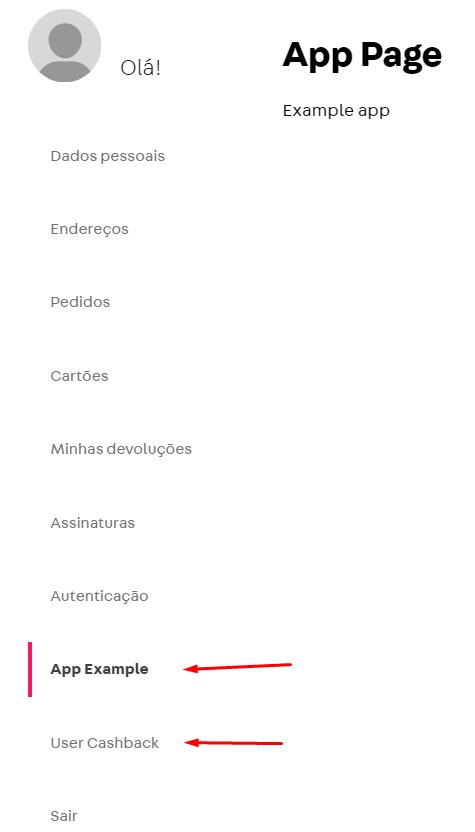 Olá!
App Page
Example app
Dados pessoais
Endereços
Pedidos
Cartões
Minhas devoluções
Assinaturas
Autenticação
App Example
User Cashback
Sair